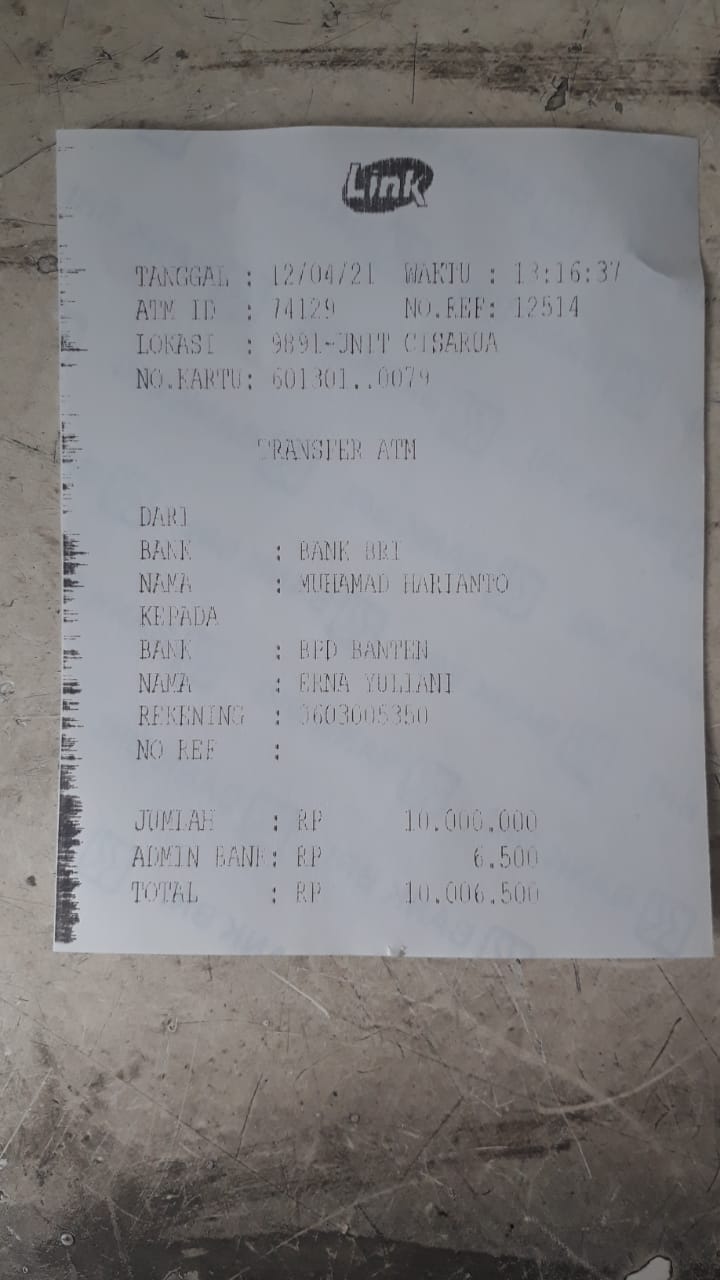 Link
TANGGAL : 12/04/21 WAKTU : 13:16:37
ATM ID : 74129 NO.REF: 12514
LOKASI : 9891-UNIT CISARUA
NO.KARTU: 601301..0079
TRANSFER ATM
DARI
BANK : BANK BRI
NAMA : MUHAMAD HARIANTO
KEPADA
BANK : BPD BANTEN
NAMA : ERNA YULIANI
REKENING : 0603005350
NO REF :
JUMLAH : RP 10.000.000
ADMIN BANK: RP 6.500
TOTAL : RP 10.006.500